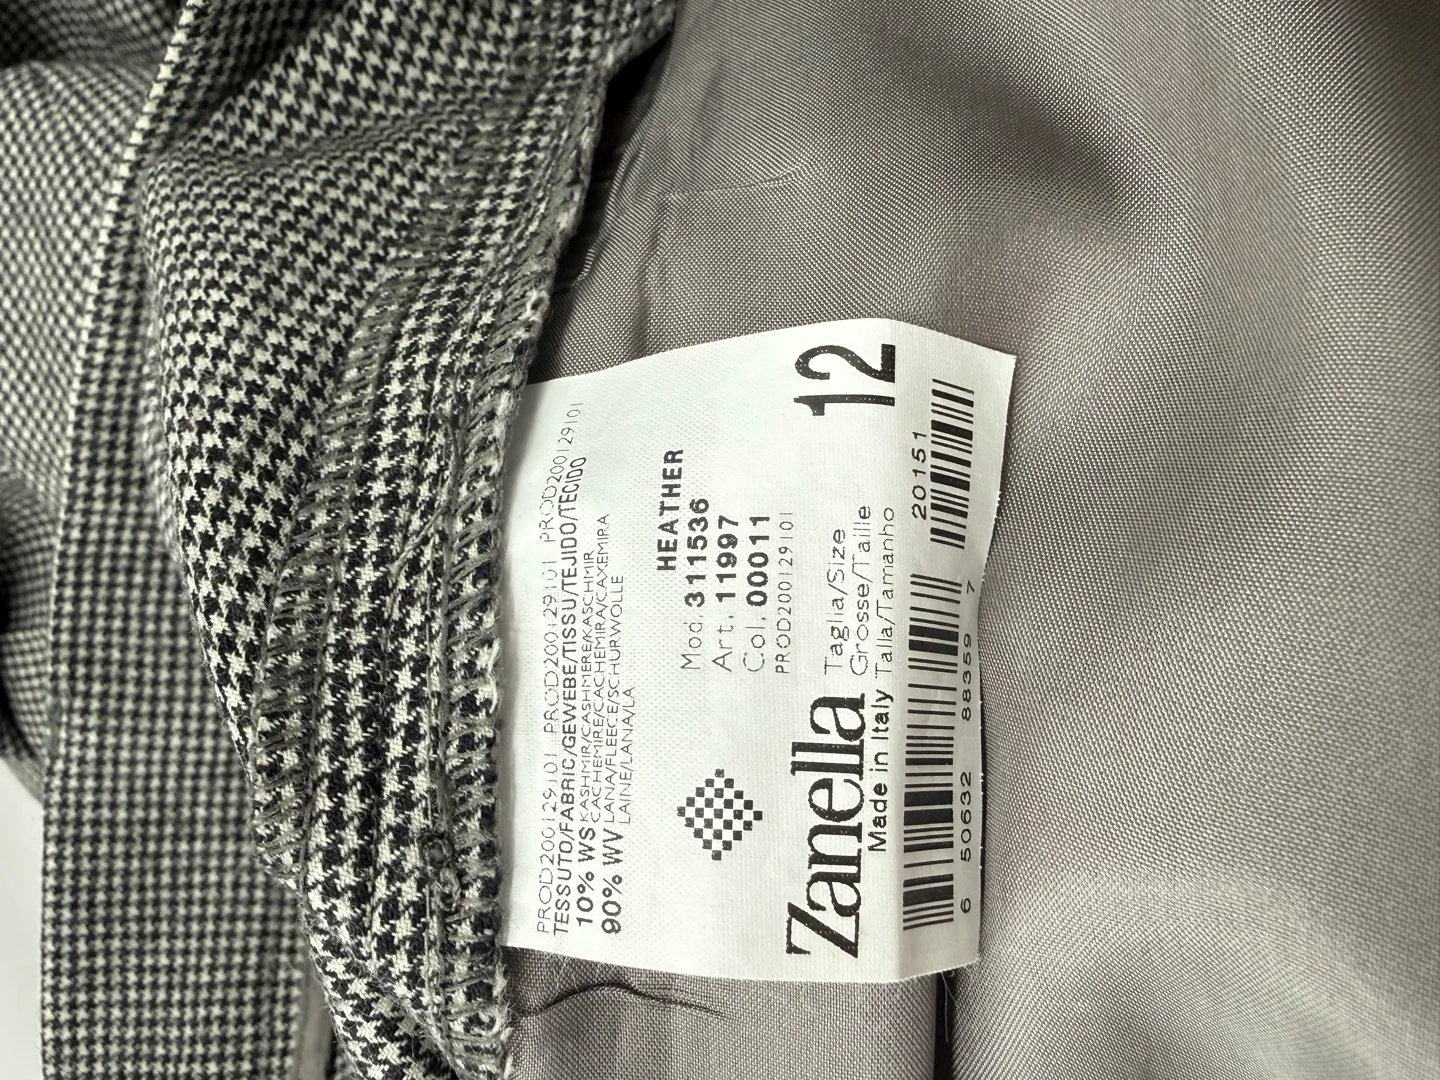 PROD200129101 PROD200129101 PROD200129101
TESSUTO/FABRIC/GEWEBE/TISSU/TEJIDO/TECIDO
10% WS KASHMIR/CASHMERE/KASCHMIR
CACHEMIRE/CACHEMIRA/CAXEMIRA
90% WV LANA/FLEECE/SCHURWOLLE
LAINE/LANA/LA
HEATHER
Mod. 311536
Art. 11997
Col. 00011
PROD200129101
Zanella
Made in Italy
Taglia/Size
Grosse/Taille
Talla/Tamanho
12
20151
6 50632 88359 7